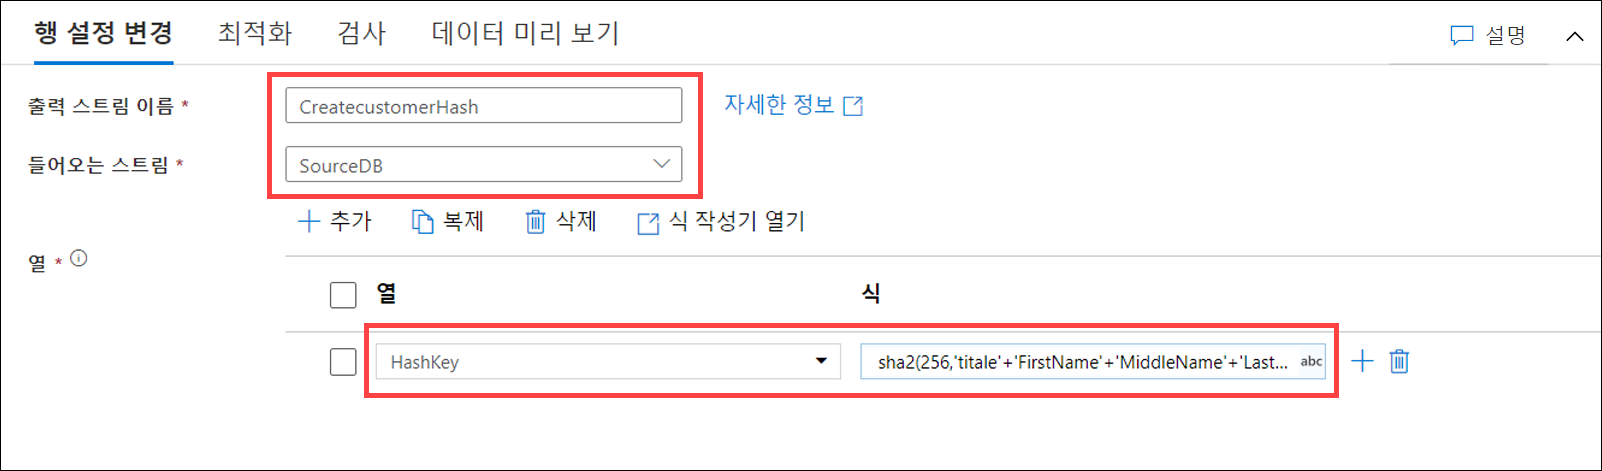 행 설정 변경 최적화 검사 데이터 미리 보기 설명
출력 스트림 이름 * CreatecustomerHash 자세한 정보
들어오는 스트림 * SourceDB
추가 복제 삭제 식 작성기 열기
열 *
열 식
HashKey sha2(256,'titale'+'FirstName'+'MiddleName'+'Last... abc